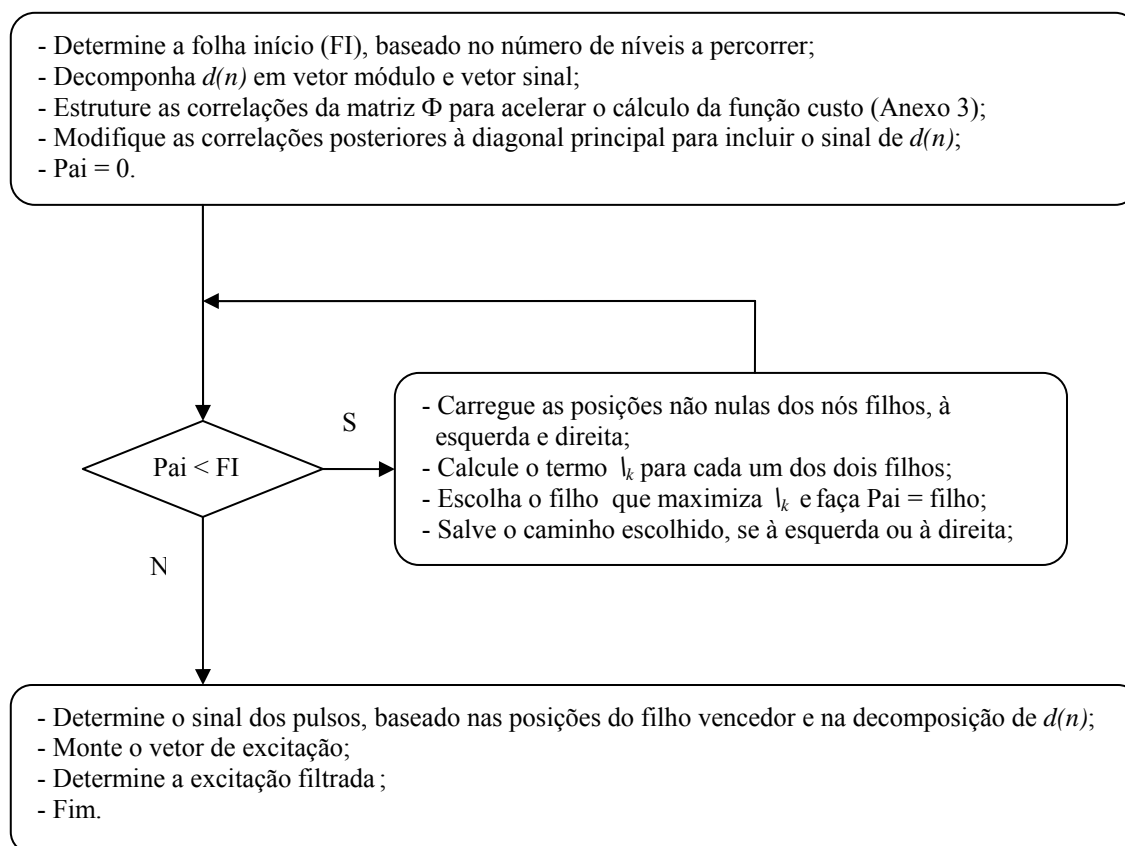 - Determine a folha início (FI), baseado no número de níveis a percorrer;
- Decomponha d(n) em vetor módulo e vetor sinal;
- Estruture as correlações da matriz Φ para acelerar o cálculo da função custo (Anexo 3);
- Modifique as correlações posteriores à diagonal principal para incluir o sinal de d(n);
- Pai = 0.
Pai < FI
S
- Carregue as posições não nulas dos nós filhos, à
esquerda e direita;
- Calcule o termo \k para cada um dos dois filhos;
- Escolha o filho que maximiza \k e faça Pai = filho;
- Salve o caminho escolhido, se à esquerda ou à direita;
N
- Determine o sinal dos pulsos, baseado nas posições do filho vencedor e na decomposição de d(n);
- Monte o vetor de excitação;
- Determine a excitação filtrada ;
- Fim.